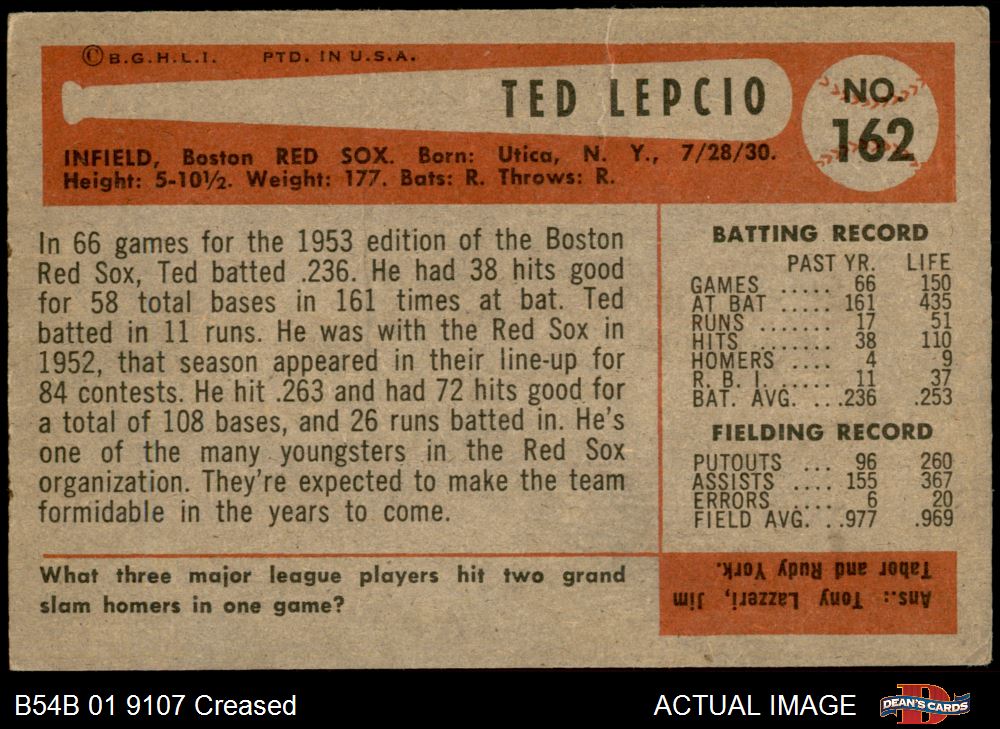 ©B.G.H.L.I. PTD. IN U.S.A.
TED LEPCIO
NO.
162
INFIELD, Boston RED SOX. Born: Utica, N. Y., 7/28/30.
Height: 5-10½. Weight: 177. Bats: R. Throws: R.
In 66 games for the 1953 edition of the Boston
Red Sox, Ted batted .236. He had 38 hits good
for 58 total bases in 161 times at bat. Ted
batted in 11 runs. He was with the Red Sox in
1952, that season appeared in their line-up for
84 contests. He hit .263 and had 72 hits good for
a total of 108 bases, and 26 runs batted in. He's
one of the many youngsters in the Red Sox
organization. They're expected to make the team
formidable in the years to come.
What three major league players hit two grand
slam homers in one game?
BATTING RECORD
PAST YR. LIFE
GAMES ..... 66 150
AT BAT ..... 161 435
RUNS ....... 17 51
HITS ....... 38 110
HOMERS .... 4 9
R. B. I. ..... 11 37
BAT. AVG. ... .236 .253
FIELDING RECORD
PUTOUTS ... 96 260
ASSISTS .... 155 367
ERRORS .... 6 20
FIELD AVG. . .977 .969
Ans.: Tony Lazzeri, Jim
Tabor and Rudy York.
B54B 01 9107 Creased
ACTUAL IMAGE
D
DEAN'S CARDS